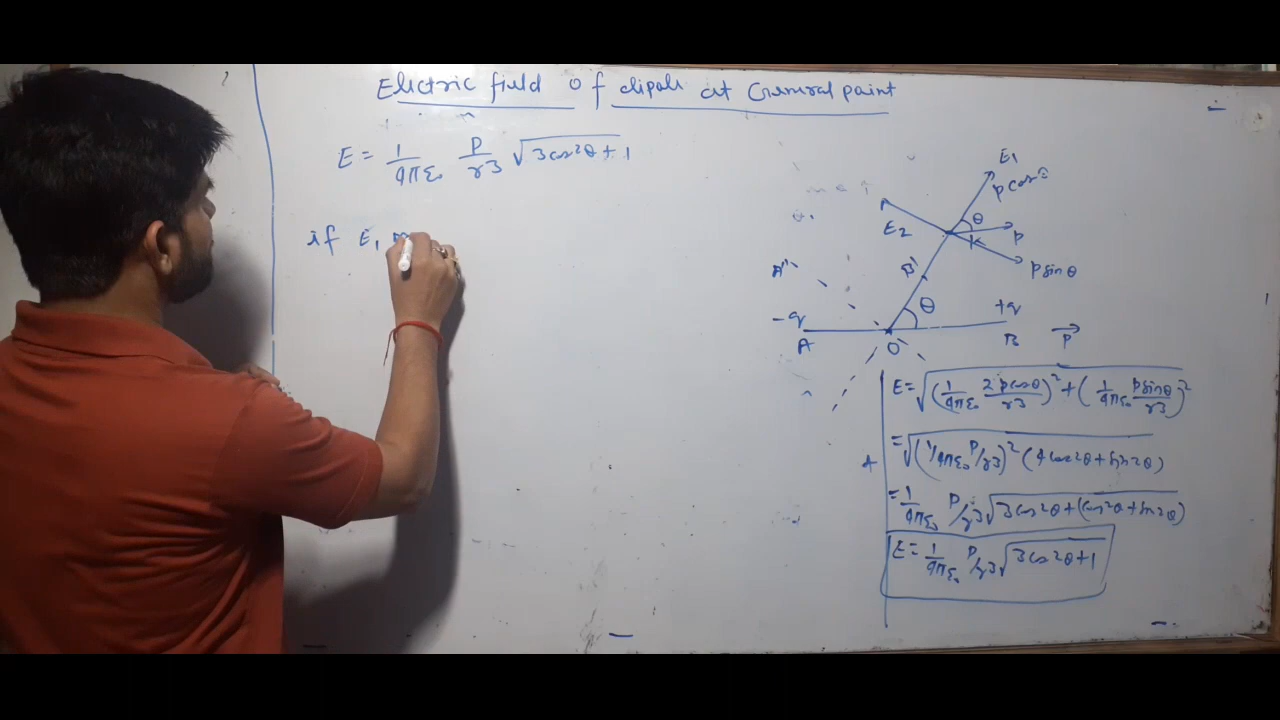 Electric field of dipole at General point
E = 1/4πε₀ p/r3 √3cos2θ+1
if E₁
E₁
p cosθ
θ
P
E₂
p sinθ
B'
A''
θ
-q
+q
A
O
B
P⃗
E = √(1/4πε₀ 2pcosθ/r3)² + (1/4πε₀ psinθ/r3)²
= √(1/4πε₀ P/r3)² (4cos2θ+sin2θ)
= 1/4πε₀ P/r3 √3cos2θ+(cos2θ+sin2θ)
E = 1/4πε₀ P/r3 √3cos2θ+1